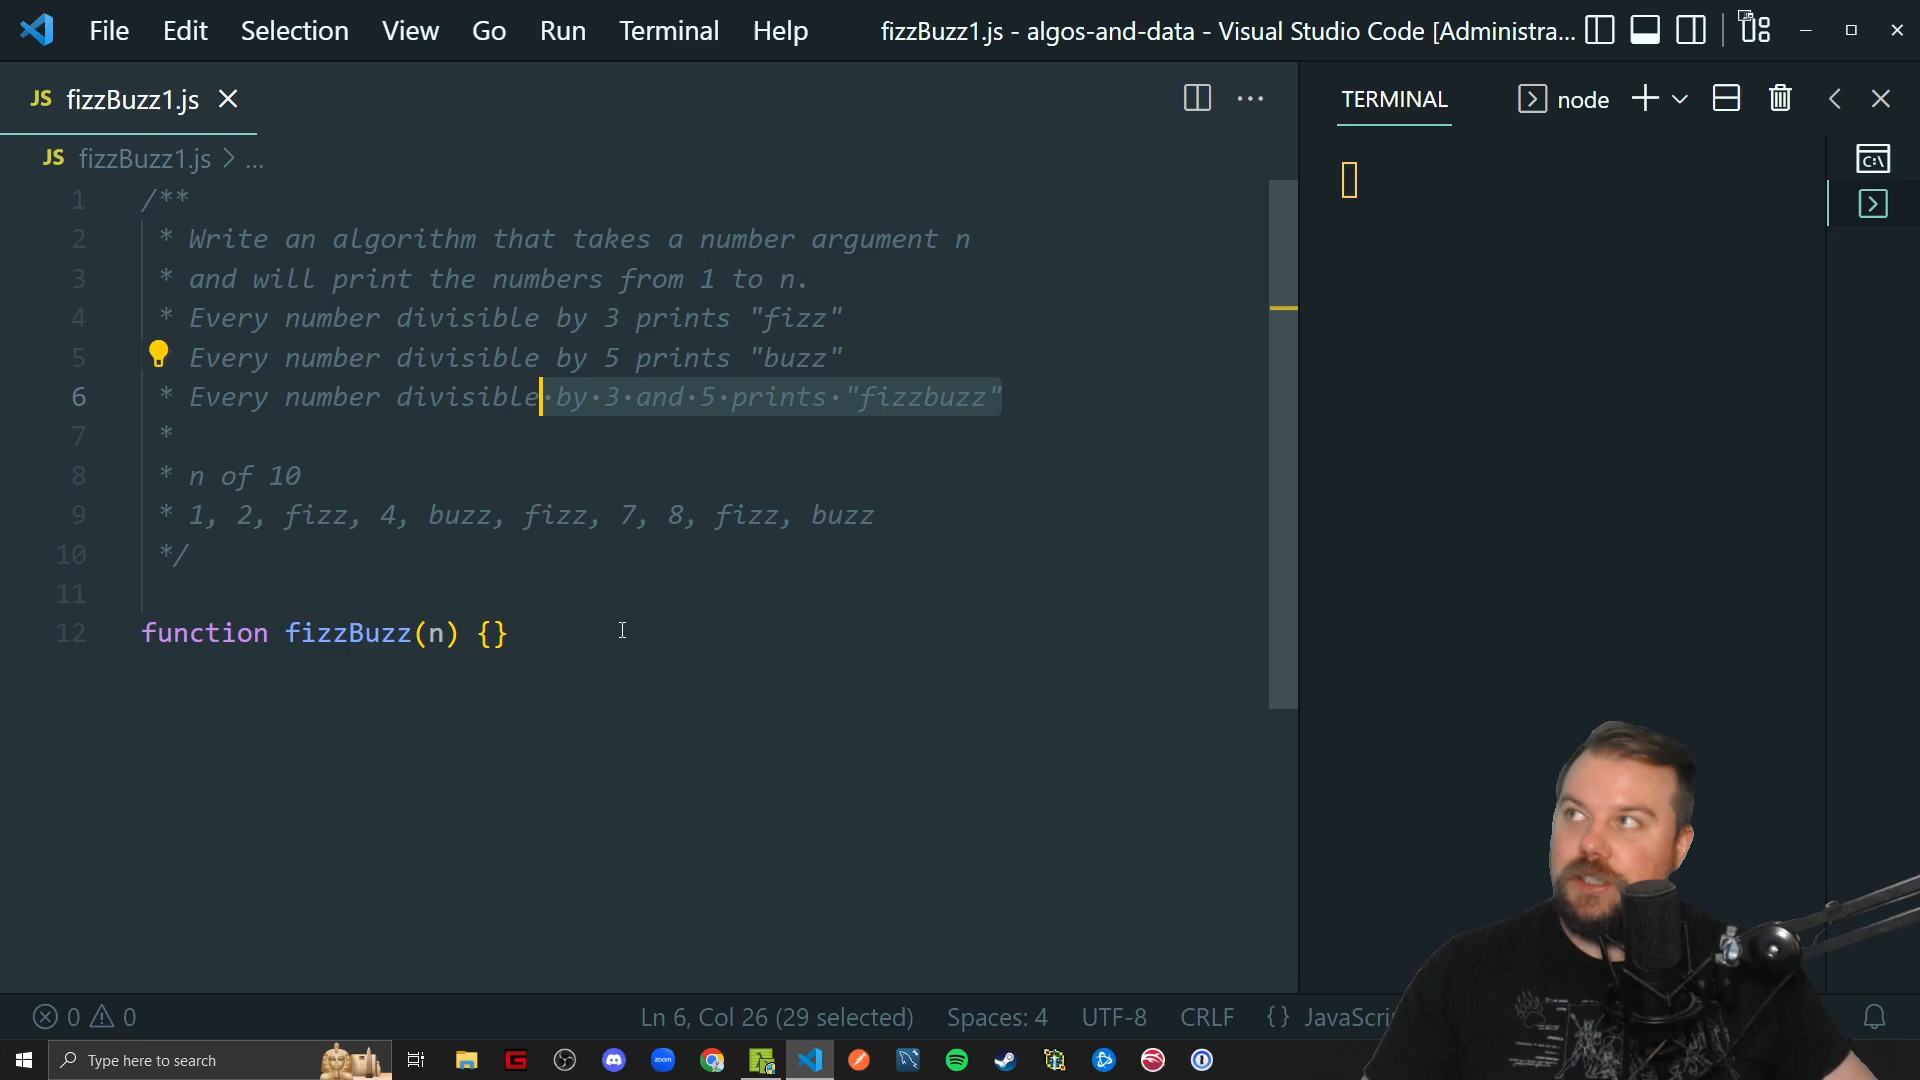 File Edit Selection View Go Run Terminal Help fizzBuzz1.js - algos-and-data - Visual Studio Code [Administra...
JS fizzBuzz1.js
TERMINAL node
JS fizzBuzz1.js > ...
C:\
1 /**
2 * Write an algorithm that takes a number argument n
3 * and will print the numbers from 1 to n.
4 * Every number divisible by 3 prints "fizz"
5 Every number divisible by 5 prints "buzz"
6 * Every number divisible by 3 and 5 prints "fizzbuzz"
7 *
8 * n of 10
9 * 1, 2, fizz, 4, buzz, fizz, 7, 8, fizz, buzz
10 */
11
12 function fizzBuzz(n) {}
0 0 Ln 6, Col 26 (29 selected) Spaces: 4 UTF-8 CRLF {} JavaScri
Type here to search zoom